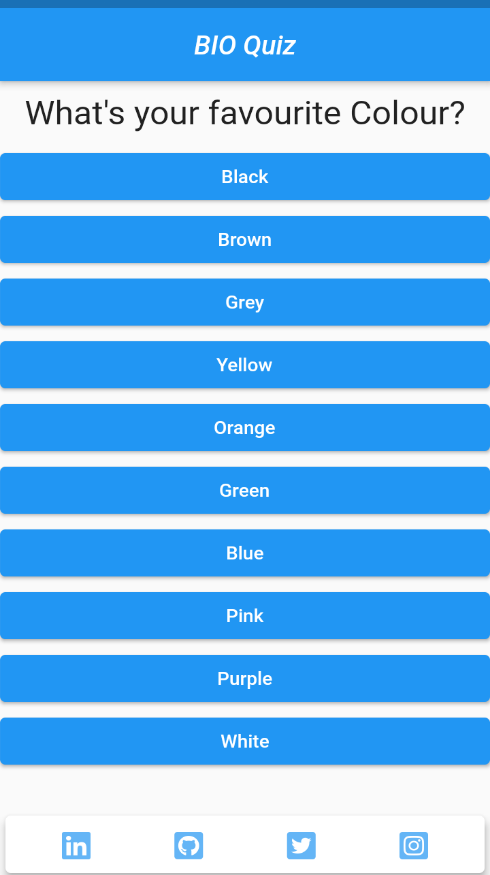 BIO Quiz
What's your favourite Colour?
Black
Brown
Grey
Yellow
Orange
Green
Blue
Pink
Purple
White